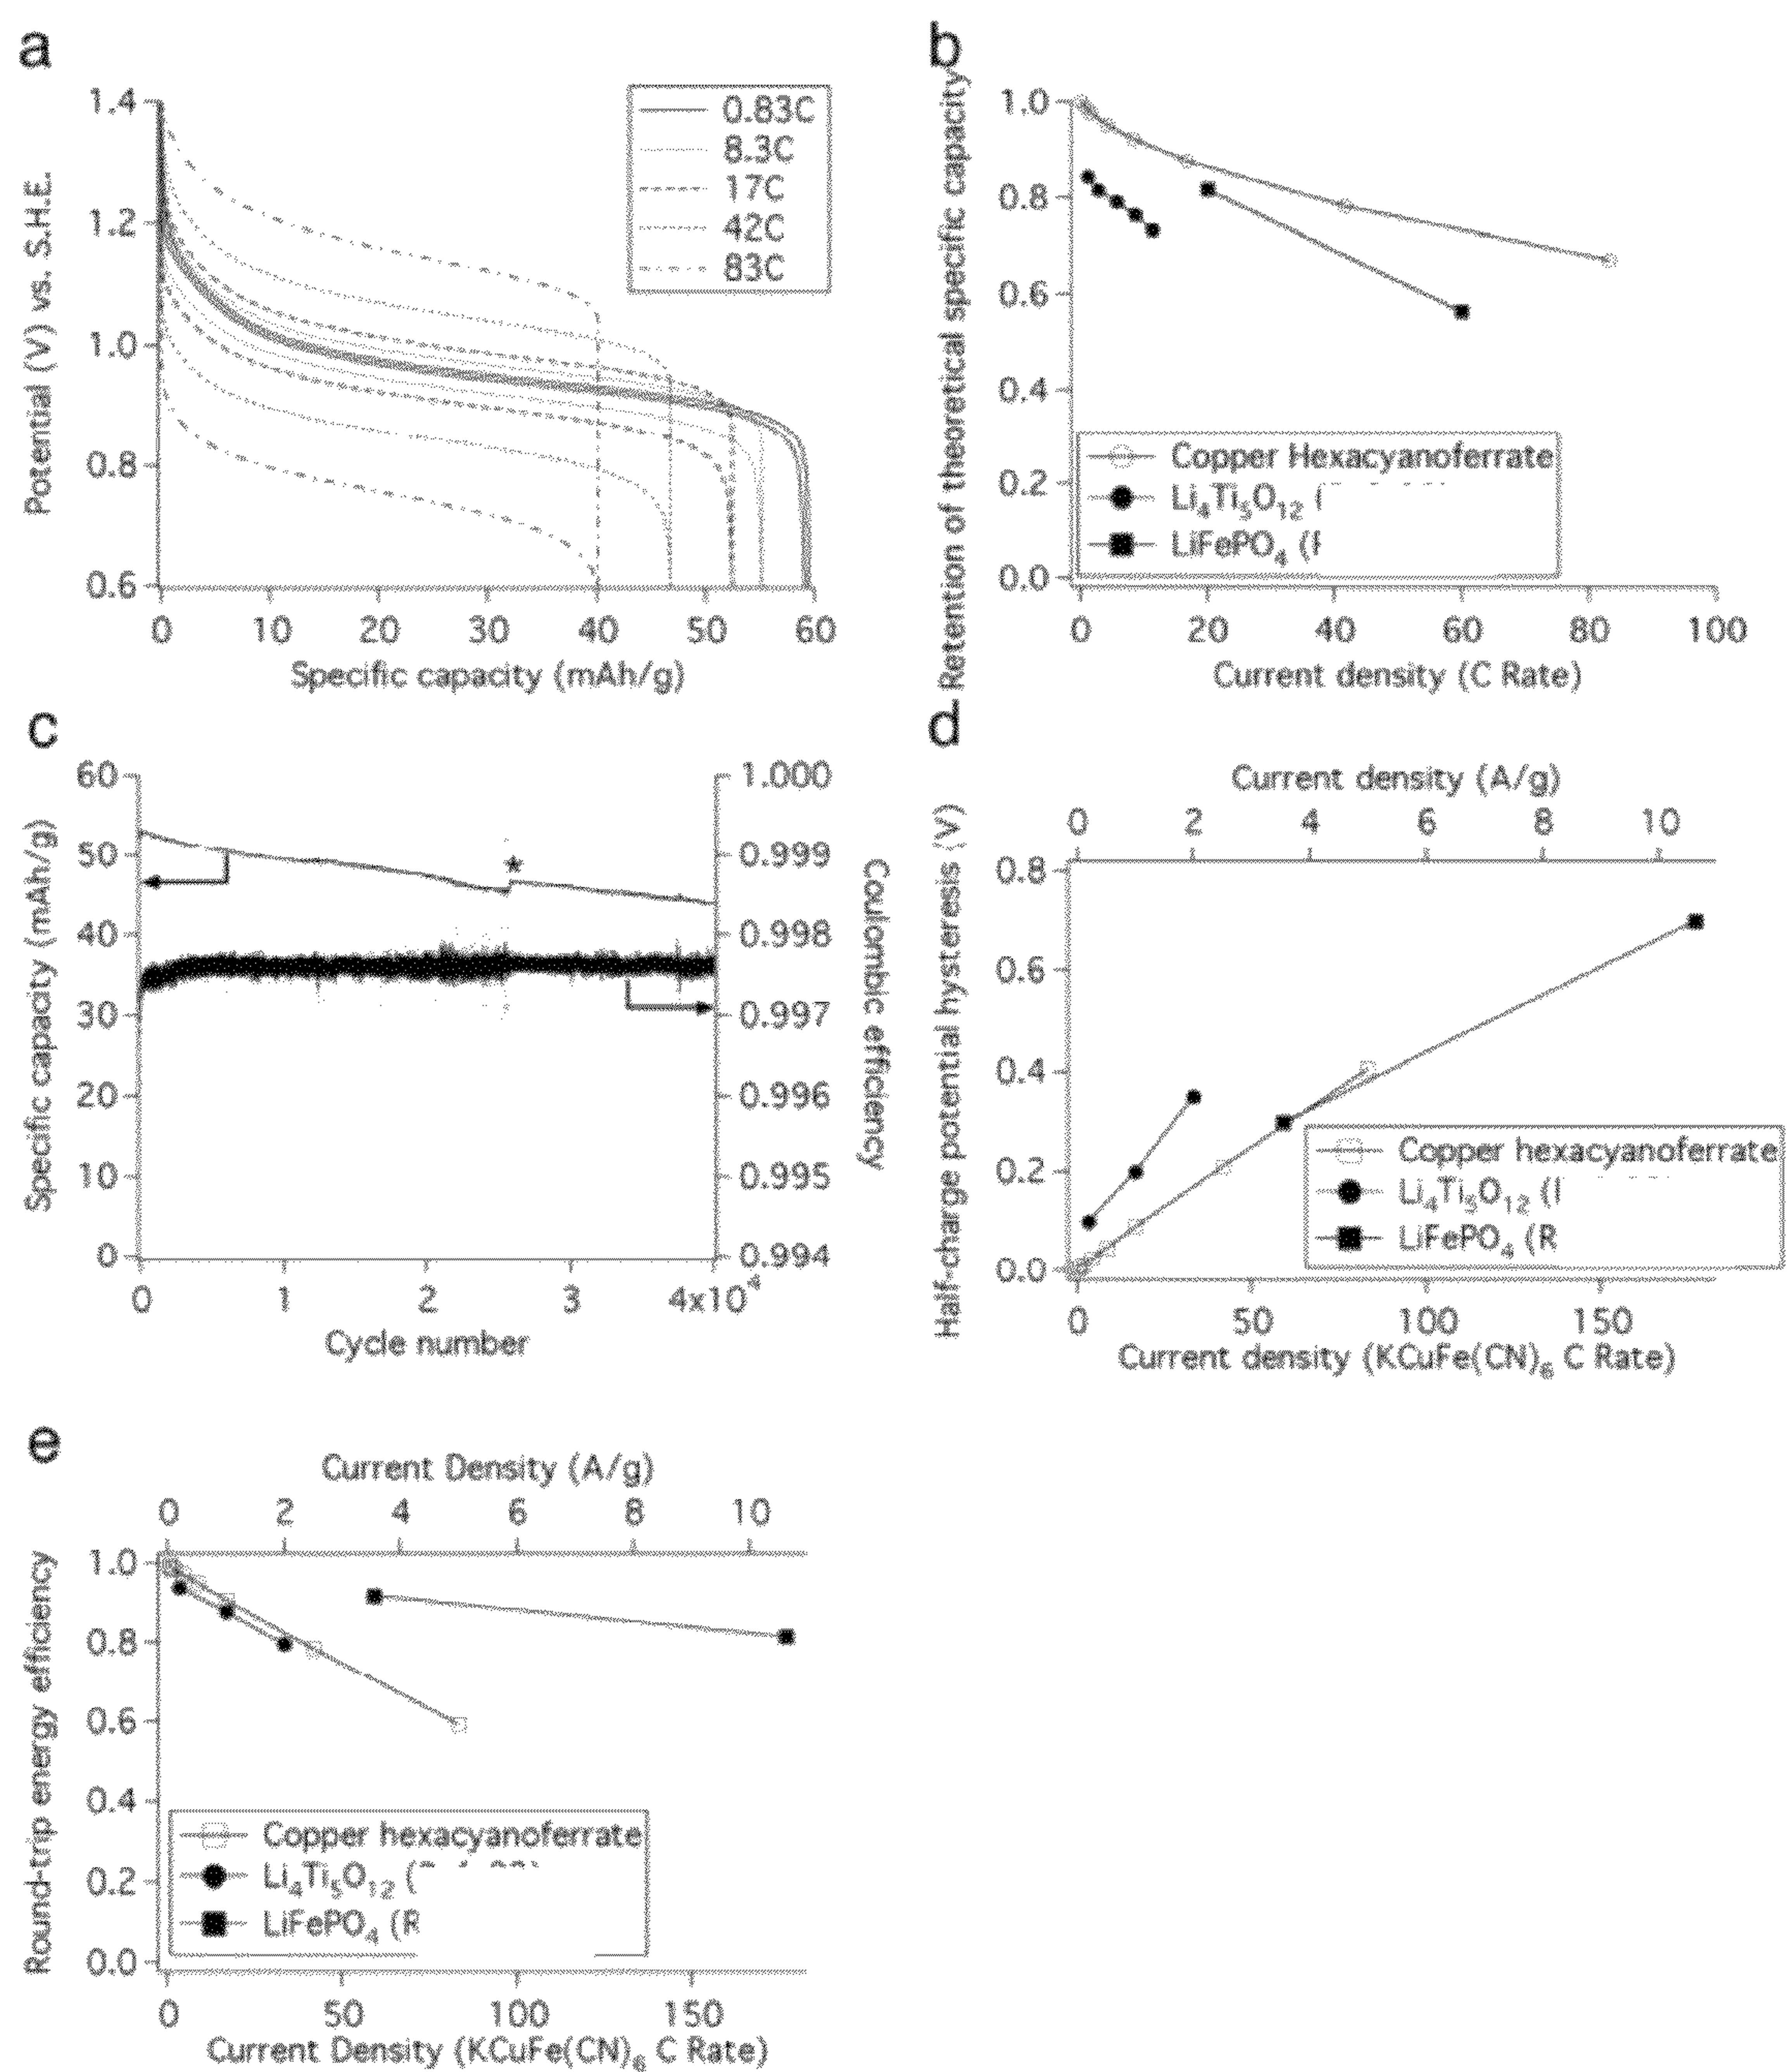 a
1.4
1.2
1.0
0.8
0.6
Potential (V) vs. S.H.E.
0.83C
8.3C
17C
42C
83C
0 10 20 30 40 50 60
Specific capacity (mAh/g)
b
1.0
0.8
0.6
0.4
0.2
0.0
Retention of theoretical specific capacity
Copper Hexacyanoferrate
Li4Ti5O12 (
LiFePO4 (
0 20 40 60 80 100
Current density (C Rate)
c
60
50
40
30
20
10
0
Specific capacity (mAh/g)
★
1.000
0.999
0.998
0.997
0.996
0.995
0.994
Coulombic efficiency
0 1 2 3 4x10⁴
Cycle number
d
Current density (A/g)
0 2 4 6 8 10
0.8
0.6
0.4
0.2
0.0
Half-charge potential hysteresis (V)
Copper hexacyanoferrate
Li4Ti5O12 (
LiFePO4 (R
0 50 100 150
Current density (KCuFe(CN)6 C Rate)
e
Current Density (A/g)
0 2 4 6 8 10
1.0
0.8
0.6
0.4
0.2
0.0
Round-trip energy efficiency
Copper hexacyanoferrate
Li4Ti5O12 (
LiFePO4 (R
0 50 100 150
Current Density (KCuFe(CN)6 C Rate)